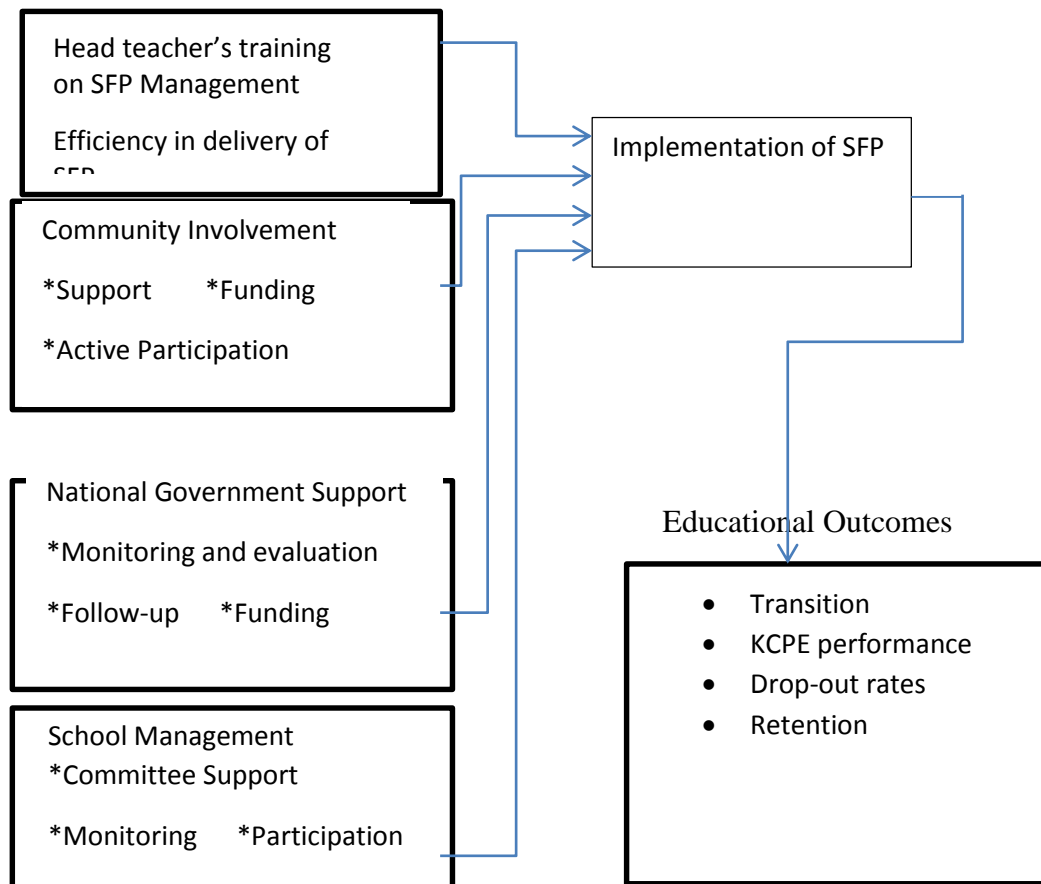 Head teacher’s training
on SFP Management
Efficiency in delivery of
SFP
Community Involvement
*Support *Funding
*Active Participation
National Government Support
*Monitoring and evaluation
*Follow-up *Funding
School Management
*Committee Support
*Monitoring *Participation
Implementation of SFP
Educational Outcomes
• Transition
• KCPE performance
• Drop-out rates
• Retention